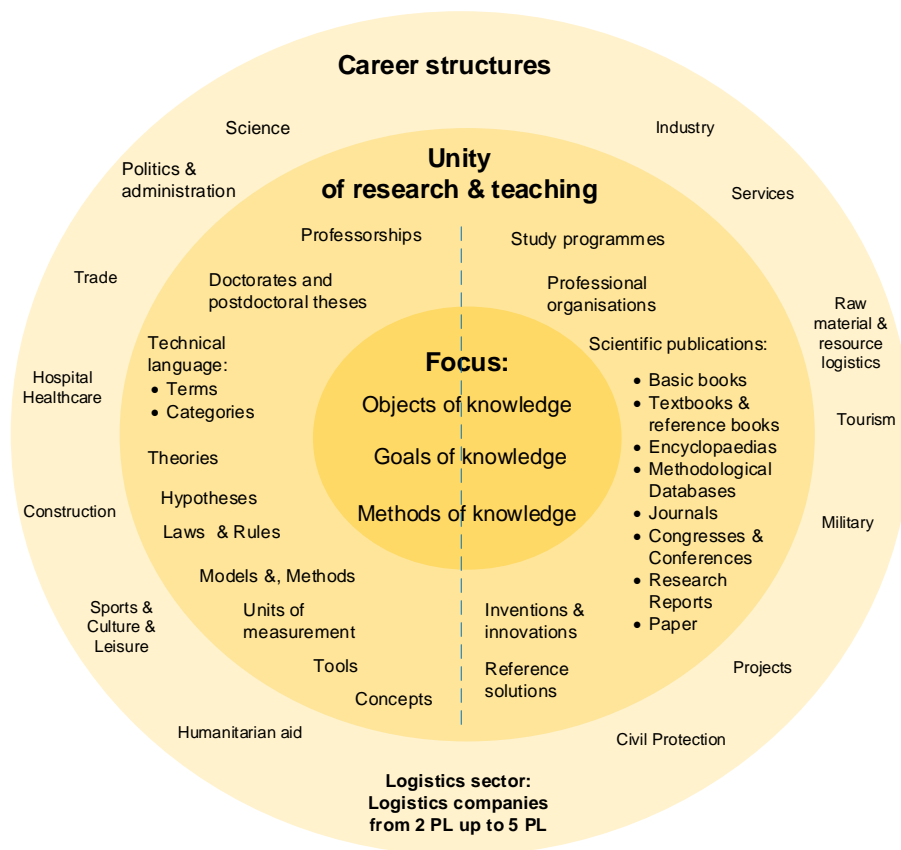 Career structures
Science
Industry
Politics &
administration
Services
Trade
Raw
material &
resource
logistics
Hospital
Healthcare
Tourism
Construction
Military
Sports &
Culture &
Leisure
Projects
Humanitarian aid
Civil Protection
Logistics sector:
Logistics companies
from 2 PL up to 5 PL
Unity
of research & teaching
Professorships
Doctorates and
postdoctoral theses
Technical
language:
• Terms
• Categories
Theories
Hypotheses
Laws & Rules
Models &, Methods
Units of
measurement
Tools
Concepts
Study programmes
Professional
organisations
Scientific publications:
• Basic books
• Textbooks &
reference books
• Encyclopaedias
• Methodological
Databases
• Journals
• Congresses &
Conferences
• Research
Reports
• Paper
Inventions &
innovations
Reference
solutions
Focus:
Objects of knowledge
Goals of knowledge
Methods of knowledge